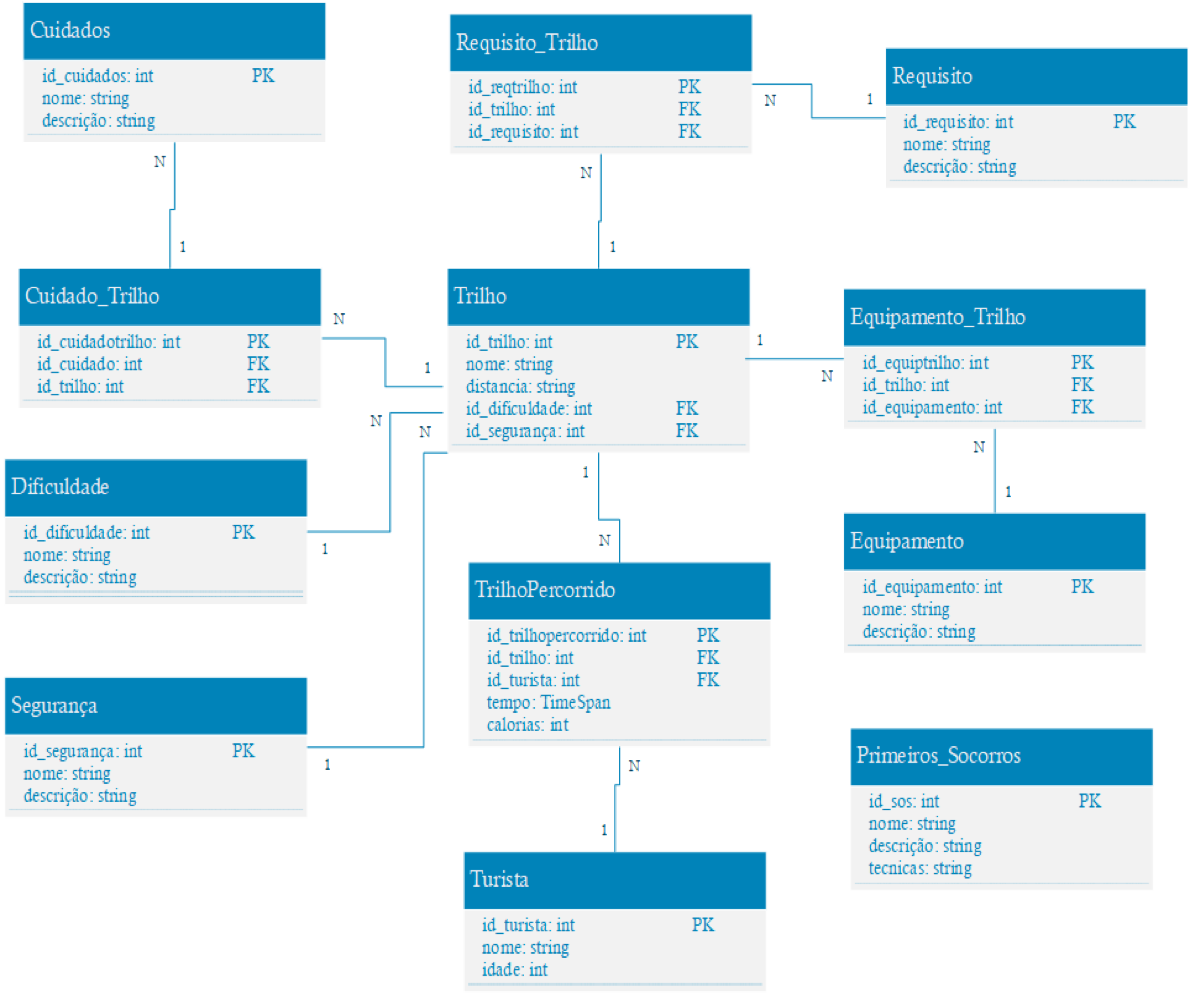 Cuidados
id_cuidados: int PK
nome: string
descrição: string
N
1
Requisito_Trilho
id_reqtrilho: int PK
id_trilho: int FK
id_requisito: int FK
N
1
N
1
Requisito
id_requisito: int PK
nome: string
descrição: string
Cuidado_Trilho
id_cuidadotrilho: int PK
id_cuidado: int FK
id_trilho: int FK
N
1
Trilho
id_trilho: int PK
nome: string
distancia: string
id_dificuldade: int FK
id_segurança: int FK
1
N
Equipamento_Trilho
id_equiptrilho: int PK
id_trilho: int FK
id_equipamento: int FK
N
1
N
N
Dificuldade
id_dificuldade: int PK
nome: string
descrição: string
1
1
N
Equipamento
id_equipamento: int PK
nome: string
descrição: string
TrilhoPercorrido
id_trilhopercorrido: int PK
id_trilho: int FK
id_turista: int FK
tempo: TimeSpan
calorias: int
Segurança
id_segurança: int PK
nome: string
descrição: string
1
N
1
Primeiros_Socorros
id_sos: int PK
nome: string
descrição: string
tecnicas: string
Turista
id_turista: int PK
nome: string
idade: int